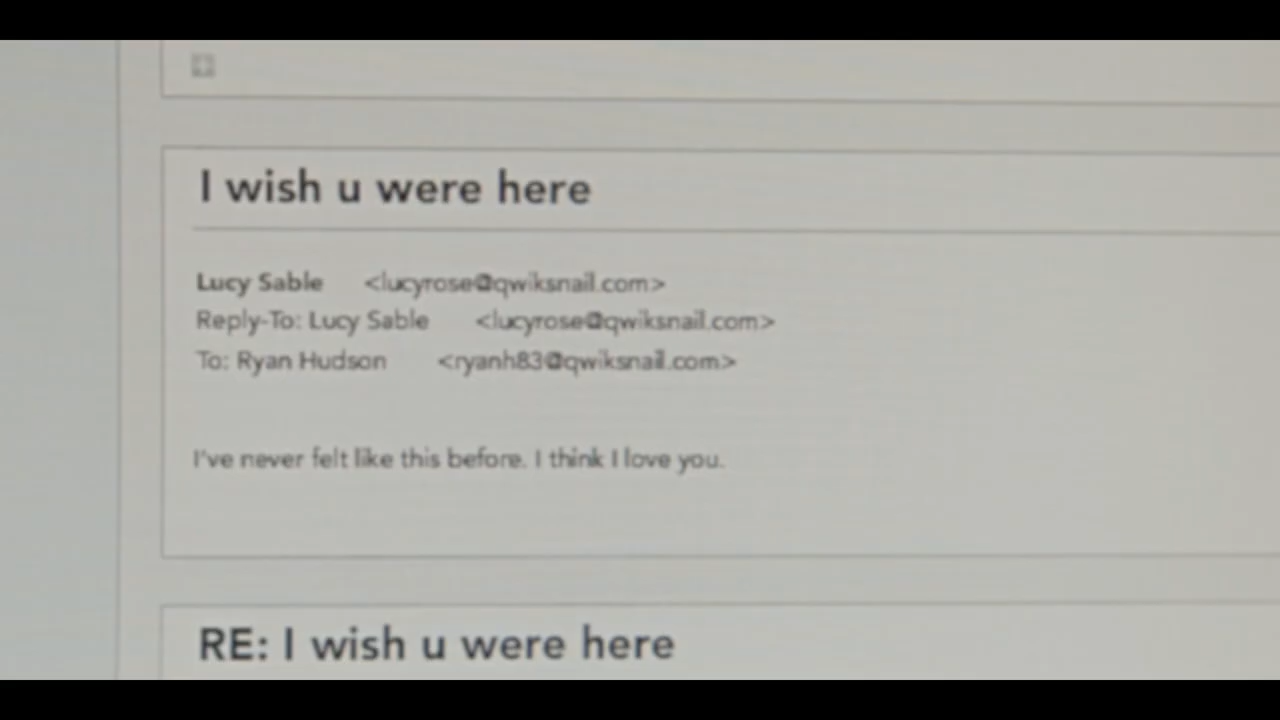 I wish u were here
Lucy Sable <lucyrose@qwiksnail.com>
Reply-To: Lucy Sable <lucyrose@qwiksnail.com>
To: Ryan Hudson <ryanh83@qwiksnail.com>
I've never felt like this before. I think I love you.
RE: I wish u were here